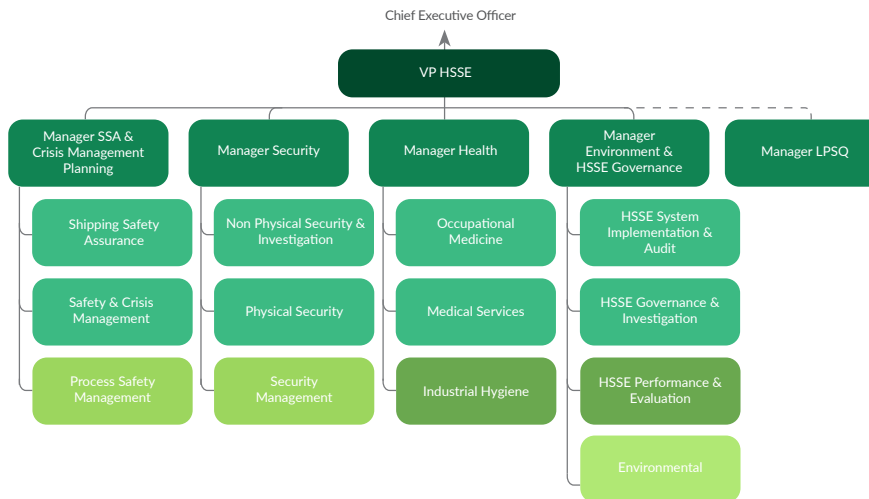 Chief Executive Officer
VP HSSE
Manager SSA &
Crisis Management
Planning
Manager Security
Manager Health
Manager
Environment &
HSSE Governance
Manager LPSQ
Shipping Safety
Assurance
Non Physical Security &
Investigation
Occupational
Medicine
HSSE System
Implementation &
Audit
Safety & Crisis
Management
Physical Security
Medical Services
HSSE Governance &
Investigation
Process Safety
Management
Security
Management
Industrial Hygiene
HSSE Performance &
Evaluation
Environmental